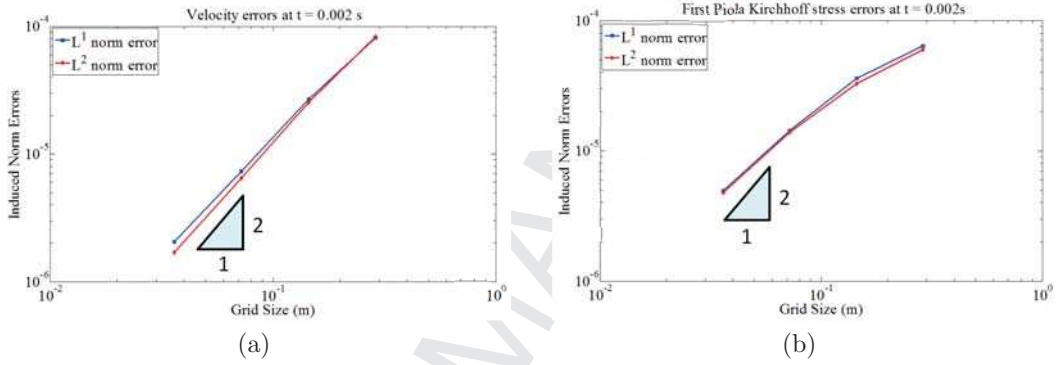 Velocity errors at t = 0.002 s
10^-4
L^1 norm error
L^2 norm error
Induced Norm Errors
10^-5
2
1
10^-6
10^-2
10^-1
10^0
Grid Size (m)
(a)
First Piola Kirchhoff stress errors at t = 0.002s
10^-4
L^1 norm error
L^2 norm error
Induced Norm Errors
10^-5
2
1
10^-6
10^-2
10^-1
10^0
Grid Size (m)
(b)